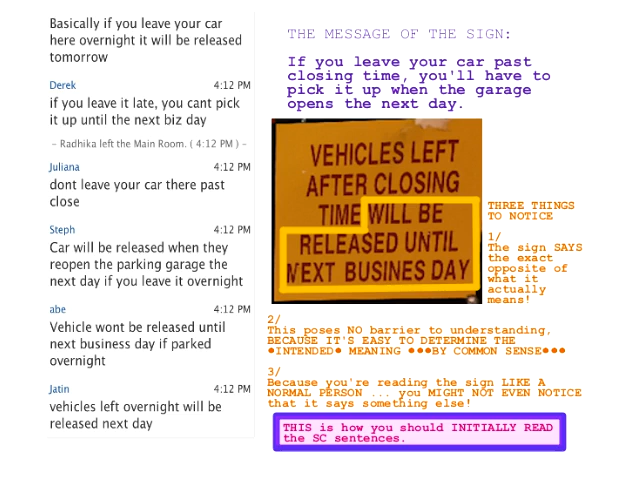 Basically if you leave your car
here overnight it will be released
tomorrow
Derek 4:12 PM
if you leave it late, you cant pick
it up until the next biz day
– Radhika left the Main Room. ( 4:12 PM ) –
Juliana 4:12 PM
dont leave your car there past
close
Steph 4:12 PM
Car will be released when they
reopen the parking garage the
next day if you leave it overnight
abe 4:12 PM
Vehicle wont be released until
next business day if parked
overnight
Jatin 4:12 PM
vehicles left overnight will be
released next day
THE MESSAGE OF THE SIGN:
If you leave your car past
closing time, you'll have to
pick it up when the garage
opens the next day.
VEHICLES LEFT
AFTER CLOSING
TIME WILL BE
RELEASED UNTIL
NEXT BUSINES DAY
THREE THINGS
TO NOTICE
1/
The sign SAYS
the exact
opposite of
what it
actually
means!
2/
This poses NO barrier to understanding,
BECAUSE IT'S EASY TO DETERMINE THE
●INTENDED● MEANING ●●●BY COMMON SENSE●●●
3/
Because you're reading the sign LIKE A
NORMAL PERSON ... you MIGHT NOT EVEN NOTICE
that it says something else!
THIS is how you should INITIALLY READ
the SC sentences.